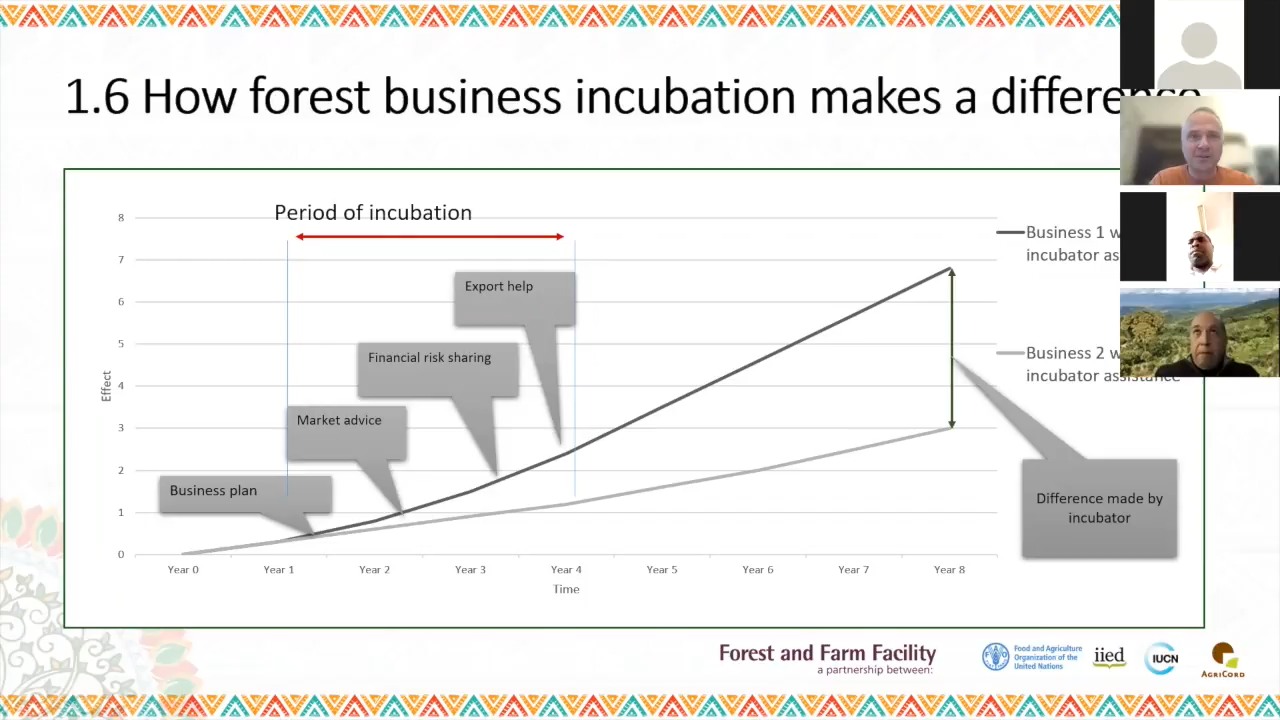 1.6 How forest business incubation makes a difference
Period of incubation
8
7
6
5
4
3
2
1
0
Effect
Export help
Financial risk sharing
Market advice
Business plan
Business 1 w
incubator as
Business 2 w
incubator assistance
Difference made by
incubator
Year 0 Year 1 Year 2 Year 3 Year 4 Year 5 Year 6 Year 7 Year 8
Time
Forest and Farm Facility
a partnership between:
Food and Agriculture
Organization of the
United Nations
iied
IUCN
AGRICORD